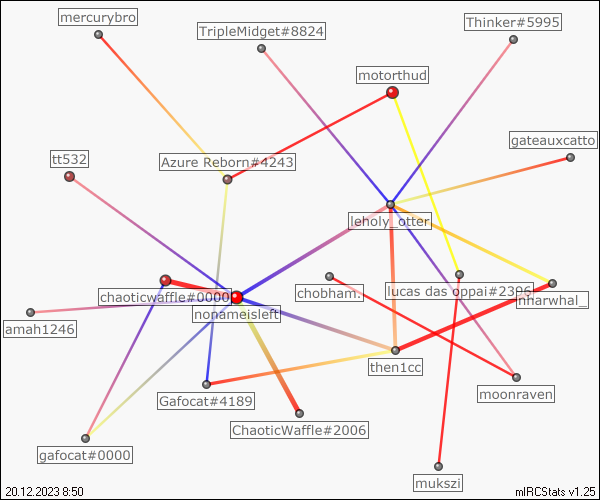 mercurybro
TripleMidget#8824
Thinker#5995
motorthud
gateauxcatto
tt532
Azure Reborn#4243
leholy_otter
chaoticwaffle#0000
chobham.
lucas das oppai#2396
nharwhal_
nonameisleft
amah1246
then1cc
moonraven
Gafocat#4189
ChaoticWaffle#2006
gafocat#0000
mukszi
20.12.2023 8:50
mIRCStats v1.25